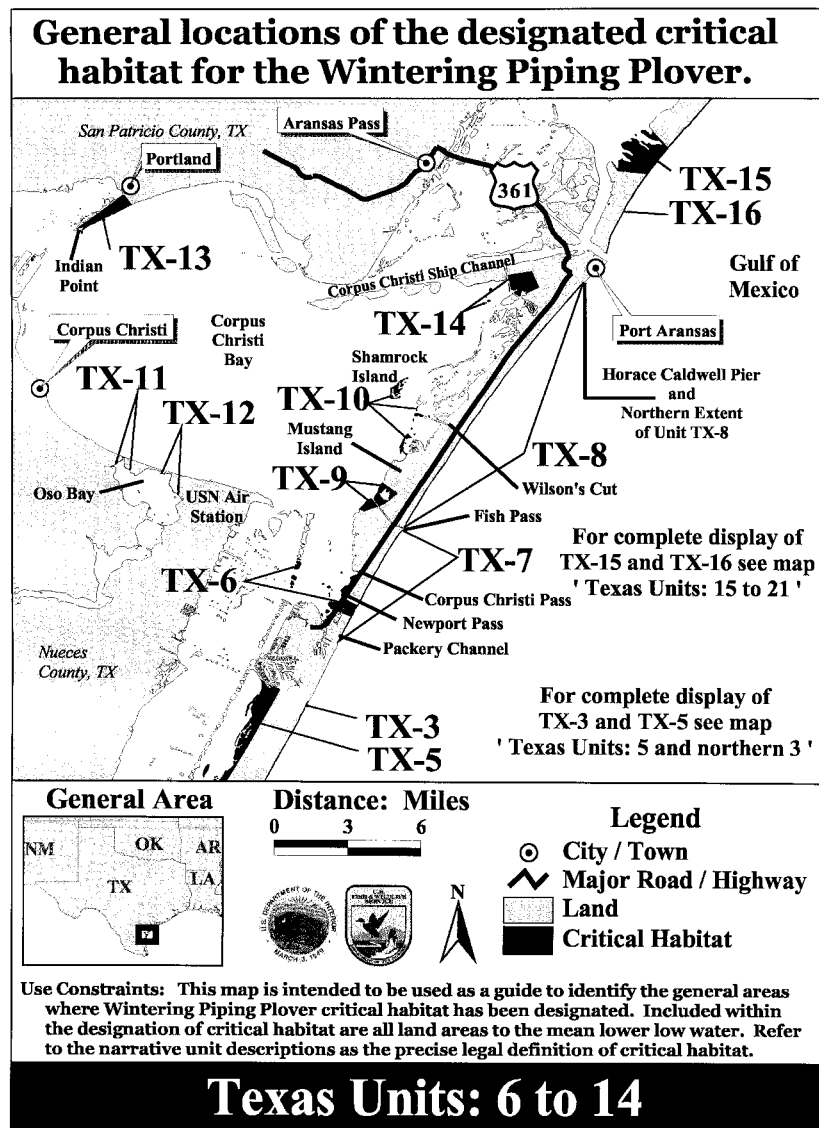 General locations of the designated critical
habitat for the Wintering Piping Plover.
San Patricio County, TX
Aransas Pass
Portland
361
TX-15
TX-16
TX-13
Indian
Point
Corpus Christi Ship Channel
Gulf of
Mexico
TX-14
Corpus Christi
Corpus
Christi
Bay
Port Aransas
Shamrock
Island
TX-11
TX-12
TX-10
Horace Caldwell Pier
and
Northern Extent
of Unit TX-8
Mustang
Island
TX-8
TX-9
Wilson's Cut
Oso Bay
USN Air
Station
Fish Pass
For complete display of
TX-15 and TX-16 see map
' Texas Units: 15 to 21 '
TX-7
TX-6
Corpus Christi Pass
Newport Pass
Packery Channel
Nueces
County, TX
For complete display of
TX-3 and TX-5 see map
' Texas Units: 5 and northern 3 '
TX-3
TX-5
General Area
NM
OK
AR
TX
LA
Distance: Miles
0 3 6
U.S. DEPARTMENT OF THE INTERIOR
MARCH 3, 1849
U.S.
FISH & WILDLIFE
SERVICE
N
Legend
City / Town
Major Road / Highway
Land
Critical Habitat
Use Constraints: This map is intended to be used as a guide to identify the general areas
where Wintering Piping Plover critical habitat has been designated. Included within
the designation of critical habitat are all land areas to the mean lower low water. Refer
to the narrative unit descriptions as the precise legal definition of critical habitat.
Texas Units: 6 to 14